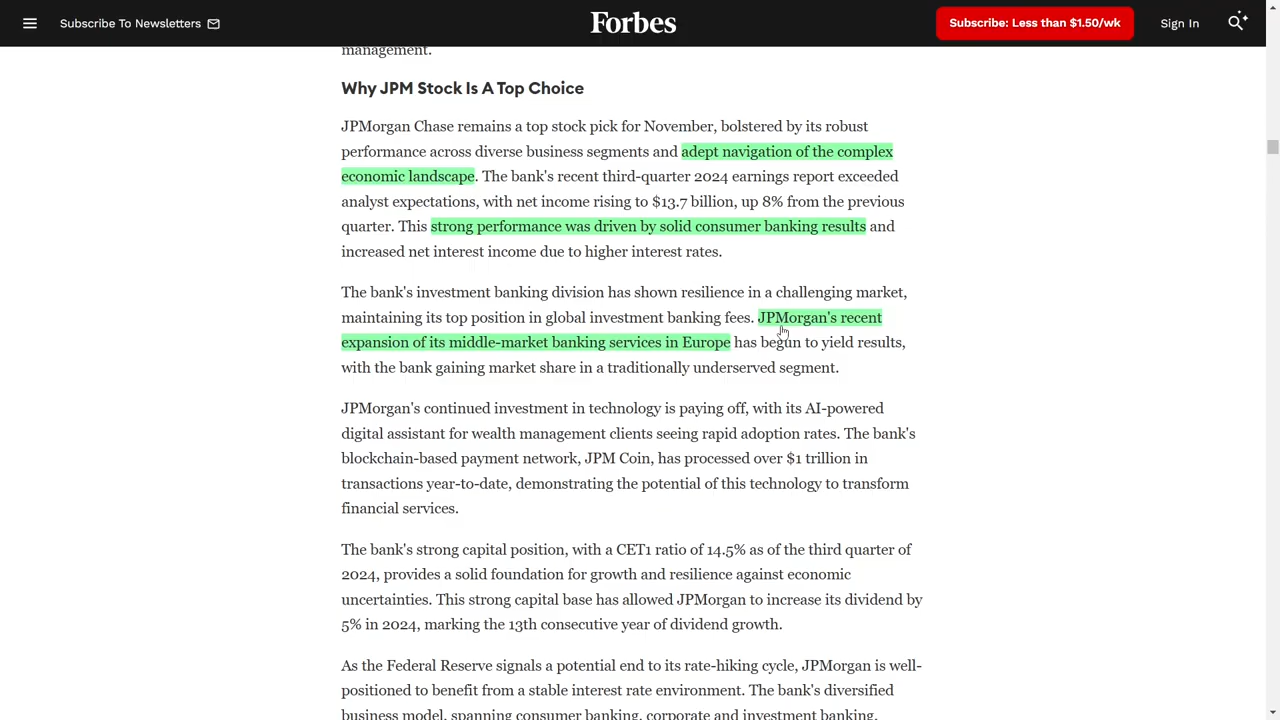 Subscribe To Newsletters
Forbes
Subscribe: Less than $1.50/wk
Sign In
management.
Why JPM Stock Is A Top Choice
JPMorgan Chase remains a top stock pick for November, bolstered by its robust
performance across diverse business segments and adept navigation of the complex
economic landscape. The bank's recent third-quarter 2024 earnings report exceeded
analyst expectations, with net income rising to $13.7 billion, up 8% from the previous
quarter. This strong performance was driven by solid consumer banking results and
increased net interest income due to higher interest rates.
The bank's investment banking division has shown resilience in a challenging market,
maintaining its top position in global investment banking fees. JPMorgan's recent
expansion of its middle-market banking services in Europe has begun to yield results,
with the bank gaining market share in a traditionally underserved segment.
JPMorgan's continued investment in technology is paying off, with its AI-powered
digital assistant for wealth management clients seeing rapid adoption rates. The bank's
blockchain-based payment network, JPM Coin, has processed over $1 trillion in
transactions year-to-date, demonstrating the potential of this technology to transform
financial services.
The bank's strong capital position, with a CET1 ratio of 14.5% as of the third quarter of
2024, provides a solid foundation for growth and resilience against economic
uncertainties. This strong capital base has allowed JPMorgan to increase its dividend by
5% in 2024, marking the 13th consecutive year of dividend growth.
As the Federal Reserve signals a potential end to its rate-hiking cycle, JPMorgan is well-
positioned to benefit from a stable interest rate environment. The bank's diversified
business model, spanning consumer banking, corporate and investment banking,